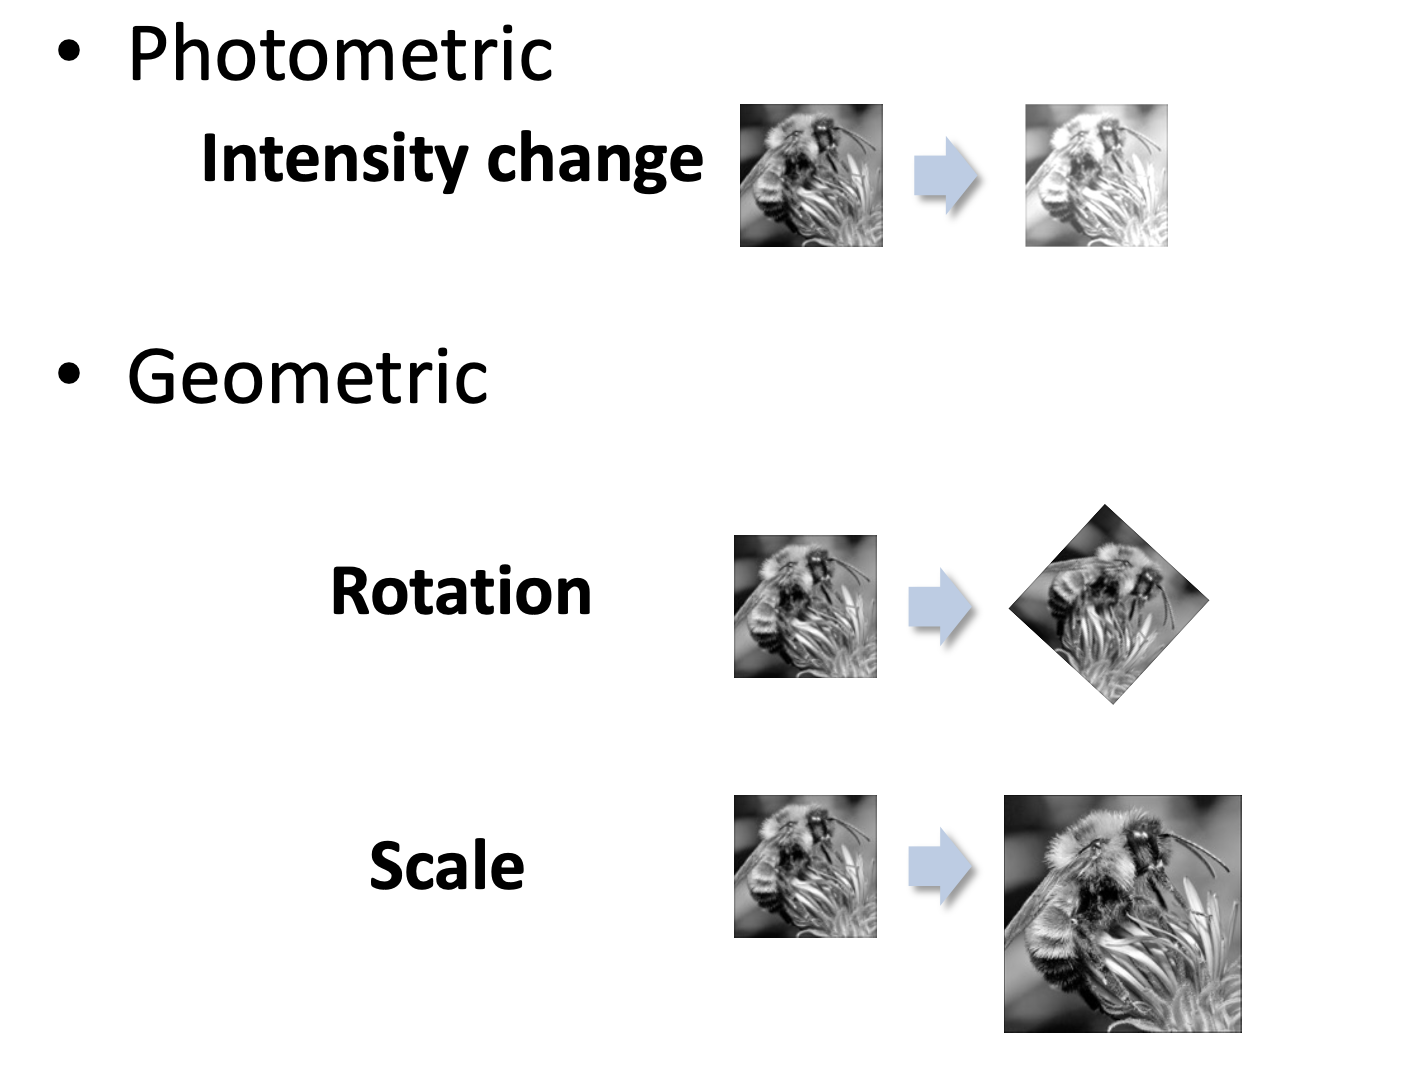 • Photometric
Intensity change
• Geometric
Rotation
Scale